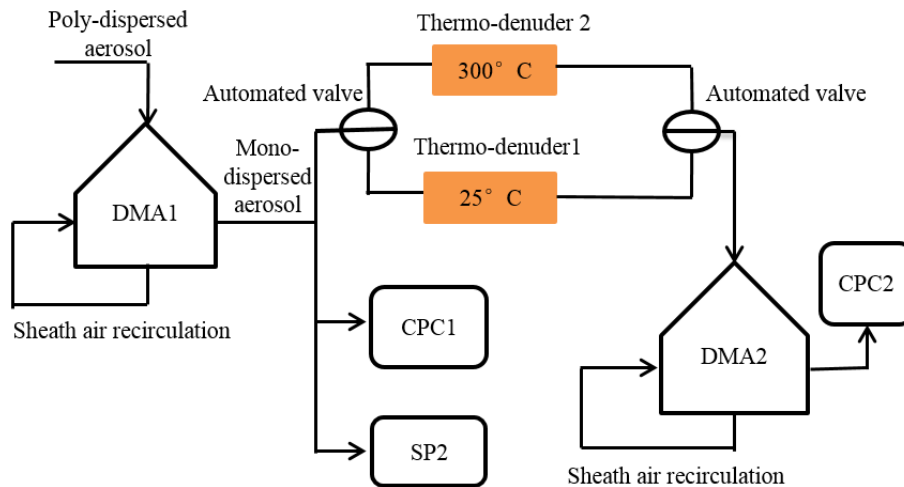 Poly-dispersed
aerosol
Thermo-denuder 2
300° C
Automated valve
Automated valve
Mono-
dispersed
aerosol
Thermo-denuder1
25° C
DMA1
Sheath air recirculation
CPC1
SP2
CPC2
DMA2
Sheath air recirculation